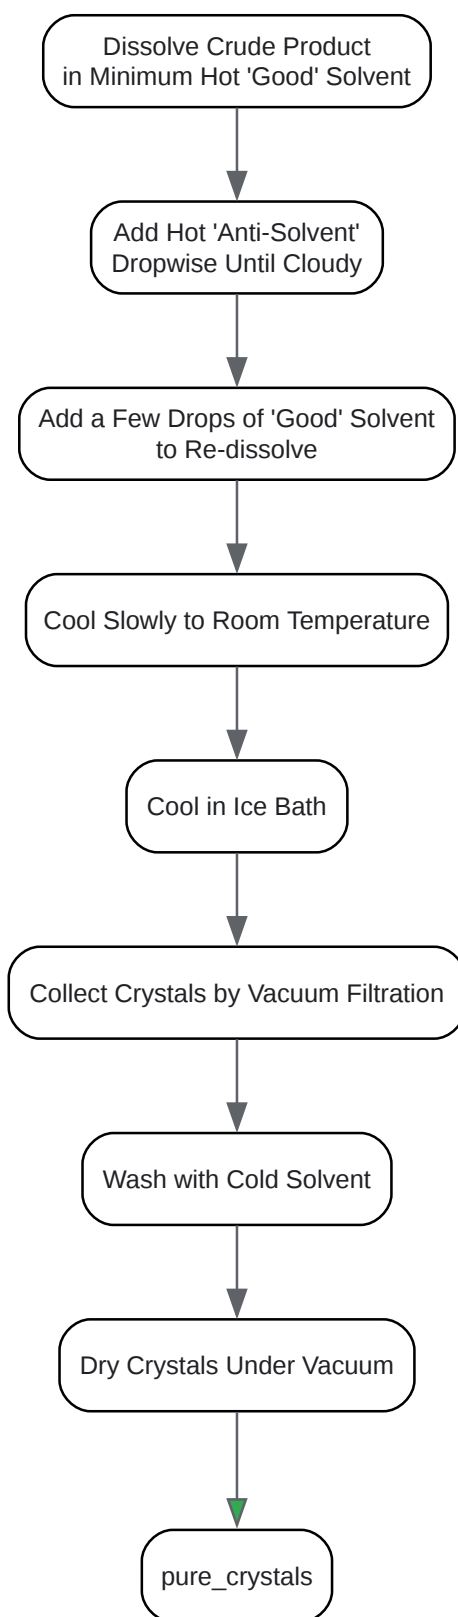 Dissolve Crude Product
in Minimum Hot 'Good' Solvent
Add Hot 'Anti-Solvent'
Dropwise Until Cloudy
Add a Few Drops of 'Good' Solvent
to Re-dissolve
Cool Slowly to Room Temperature
Cool in Ice Bath
Collect Crystals by Vacuum Filtration
Wash with Cold Solvent
Dry Crystals Under Vacuum
pure_crystals